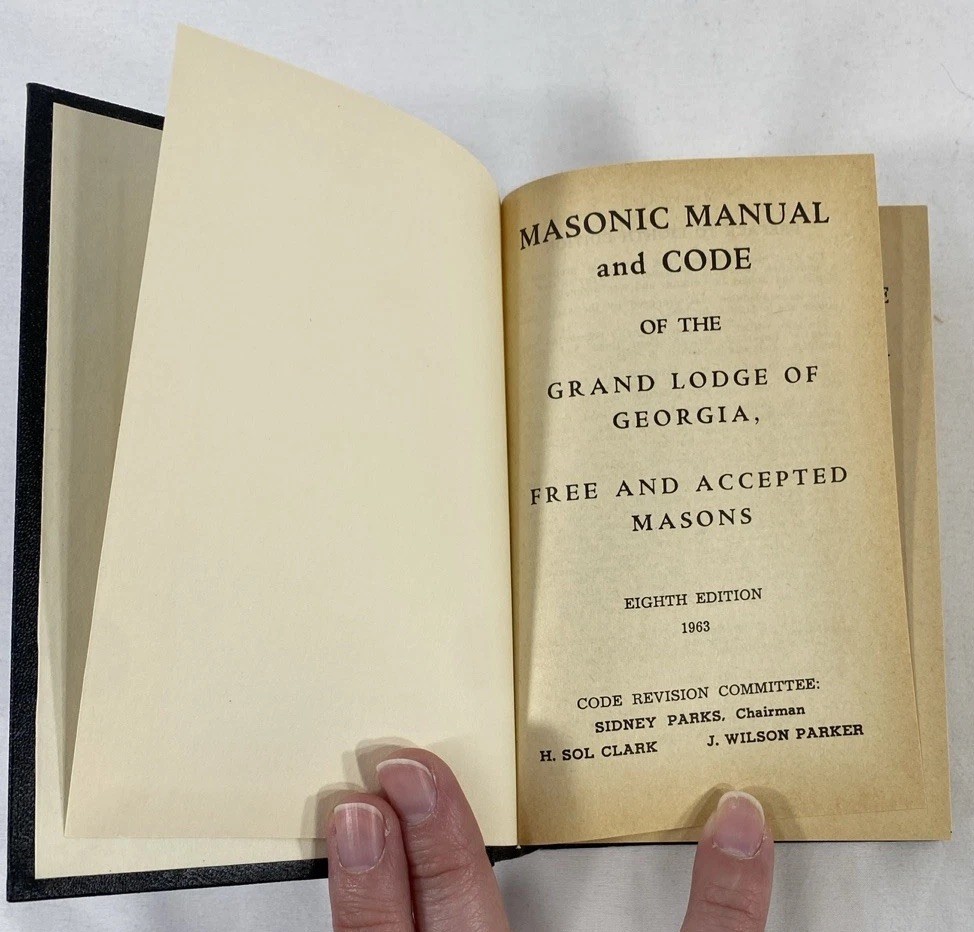 MASONIC MANUAL
and CODE
OF THE
GRAND LODGE OF
GEORGIA,
FREE AND ACCEPTED
MASONS
EIGHTH EDITION
1963
CODE REVISION COMMITTEE:
SIDNEY PARKS, Chairman
H. SOL CLARK J. WILSON PARKER
E